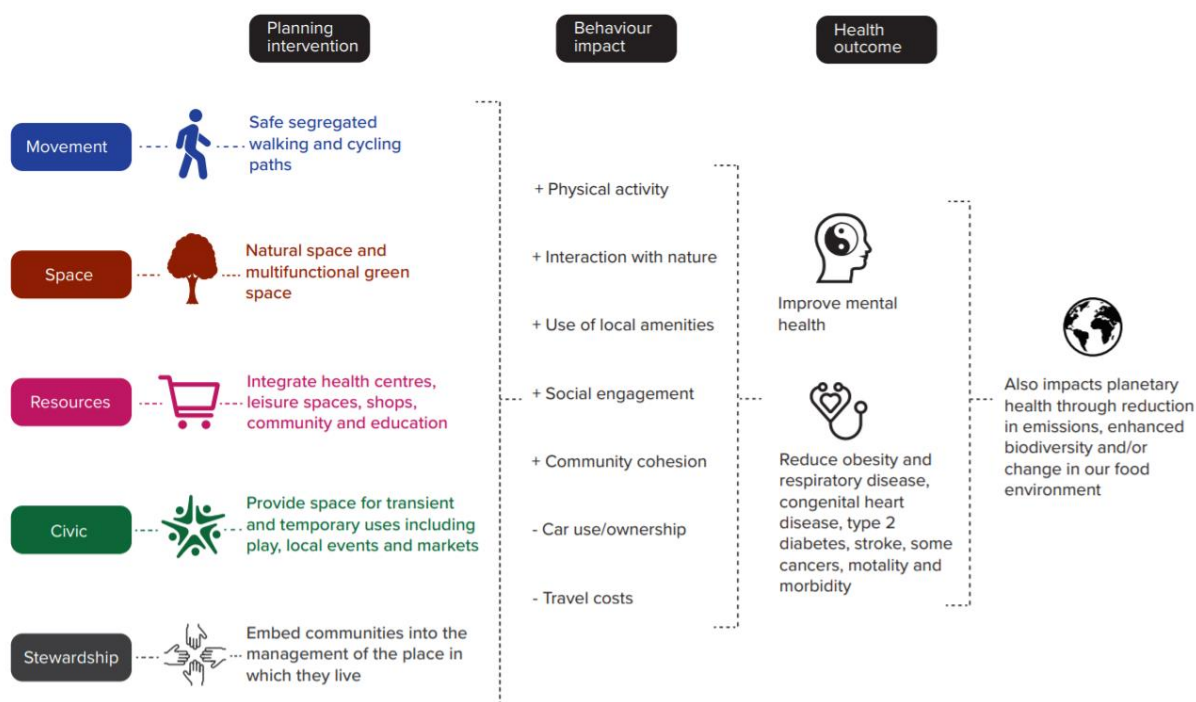 Planning
intervention
Behaviour
impact
Health
outcome
Movement
Safe segregated
walking and cycling
paths
Space
Natural space and
multifunctional green
space
Resources
Integrate health centres,
leisure spaces, shops,
community and education
Civic
Provide space for transient
and temporary uses including
play, local events and markets
Stewardship
Embed communities into the
management of the place in
which they live
+ Physical activity
+ Interaction with nature
+ Use of local amenities
+ Social engagement
+ Community cohesion
- Car use/ownership
- Travel costs
Improve mental
health
Reduce obesity and
respiratory disease,
congenital heart
disease, type 2
diabetes, stroke, some
cancers, motality and
morbidity
Also impacts planetary
health through reduction
in emissions, enhanced
biodiversity and/or
change in our food
environment